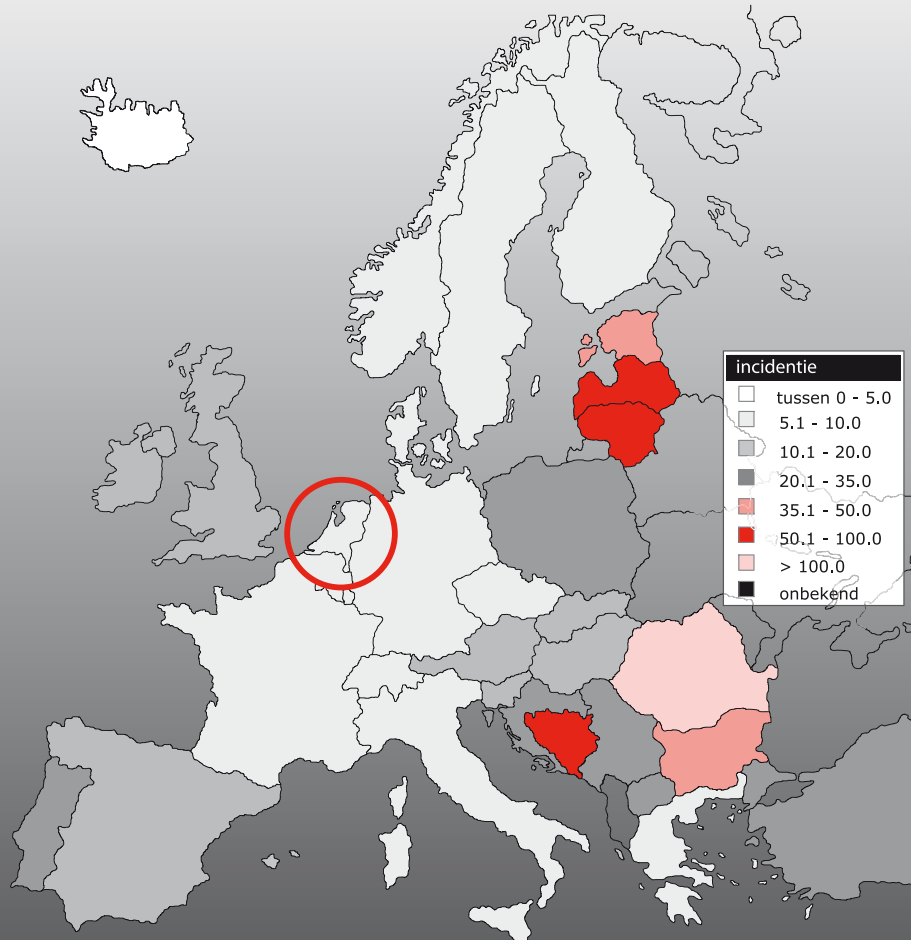 incidentie
tussen 0 - 5.0
5.1 - 10.0
10.1 - 20.0
20.1 - 35.0
35.1 - 50.0
50.1 - 100.0
> 100.0
onbekend